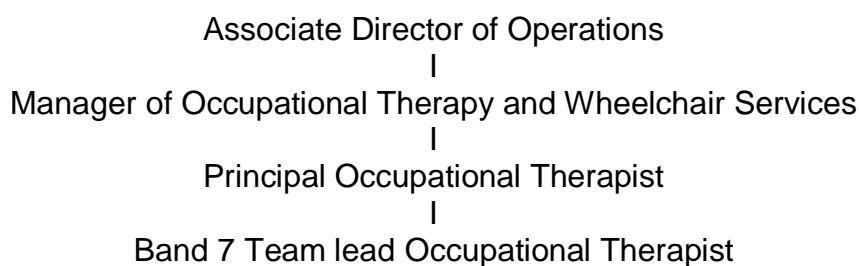 Associate Director of Operations
I
Manager of Occupational Therapy and Wheelchair Services
I
Principal Occupational Therapist
I
Band 7 Team lead Occupational Therapist